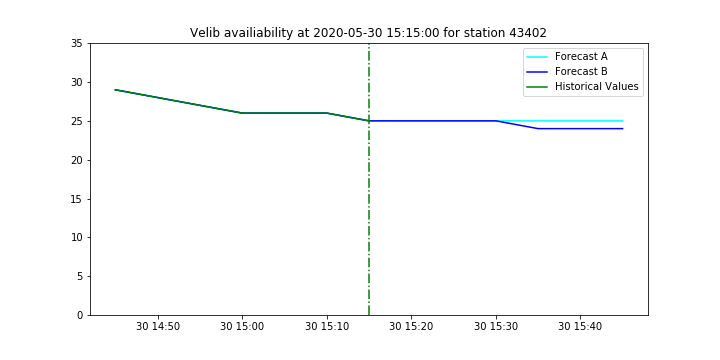 Velib availiability at 2020-05-30 15:15:00 for station 43402
35
30
25
20
15
10
5
0
Forecast A
Forecast B
Historical Values
30 14:50 30 15:00 30 15:10 30 15:20 30 15:30 30 15:40